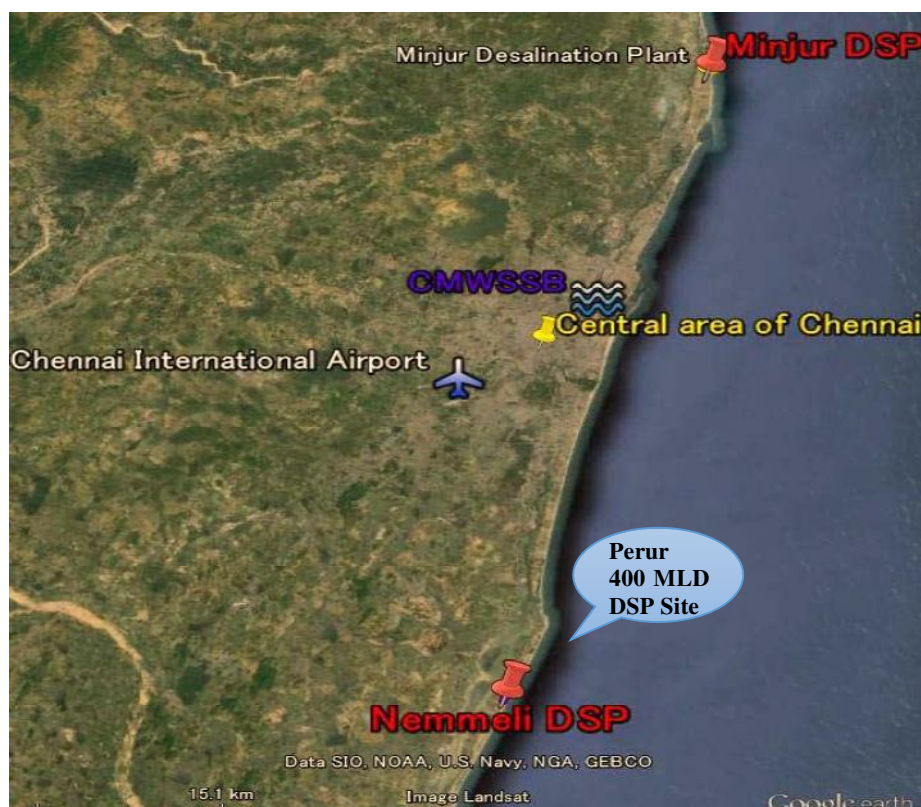 Minjur Desalination Plant
Minjur DSP
CMWSSB
Central area of Chennai
Chennai International Airport
Perur
400 MLD
DSP Site
Nemmeli DSP
Data SIO, NOAA, U.S. Navy, NGA, GEBCO
15.1 km
Image Landsat
Google earth